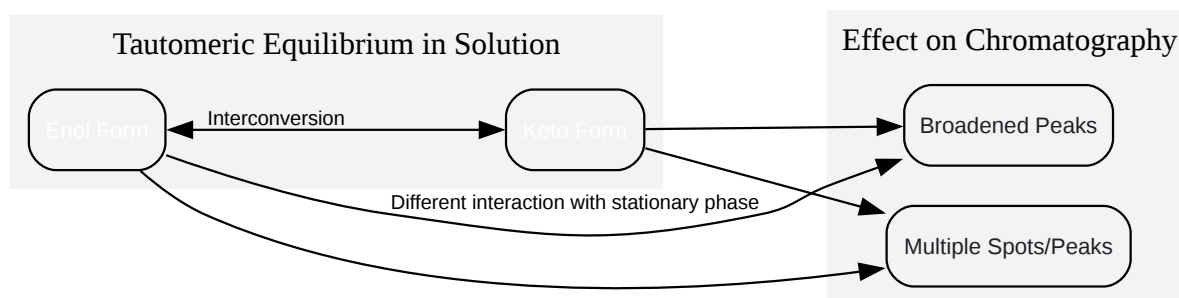 Tautomeric Equilibrium in Solution
Effect on Chromatography
Enol Form
Interconversion
Keto Form
Broadened Peaks
Different interaction with stationary phase
Multiple Spots/Peaks